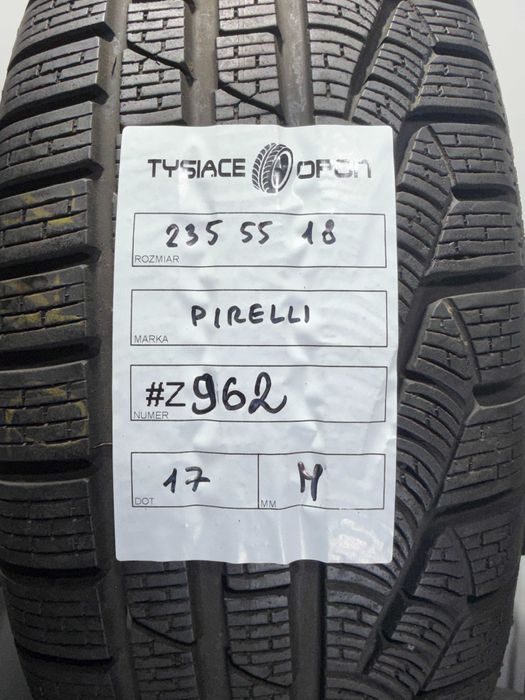 TYSIACE OPON
235 55 18
ROZMIAR
PIRELLI
MARKA
#Z962
NUMER
17
DOT
MM